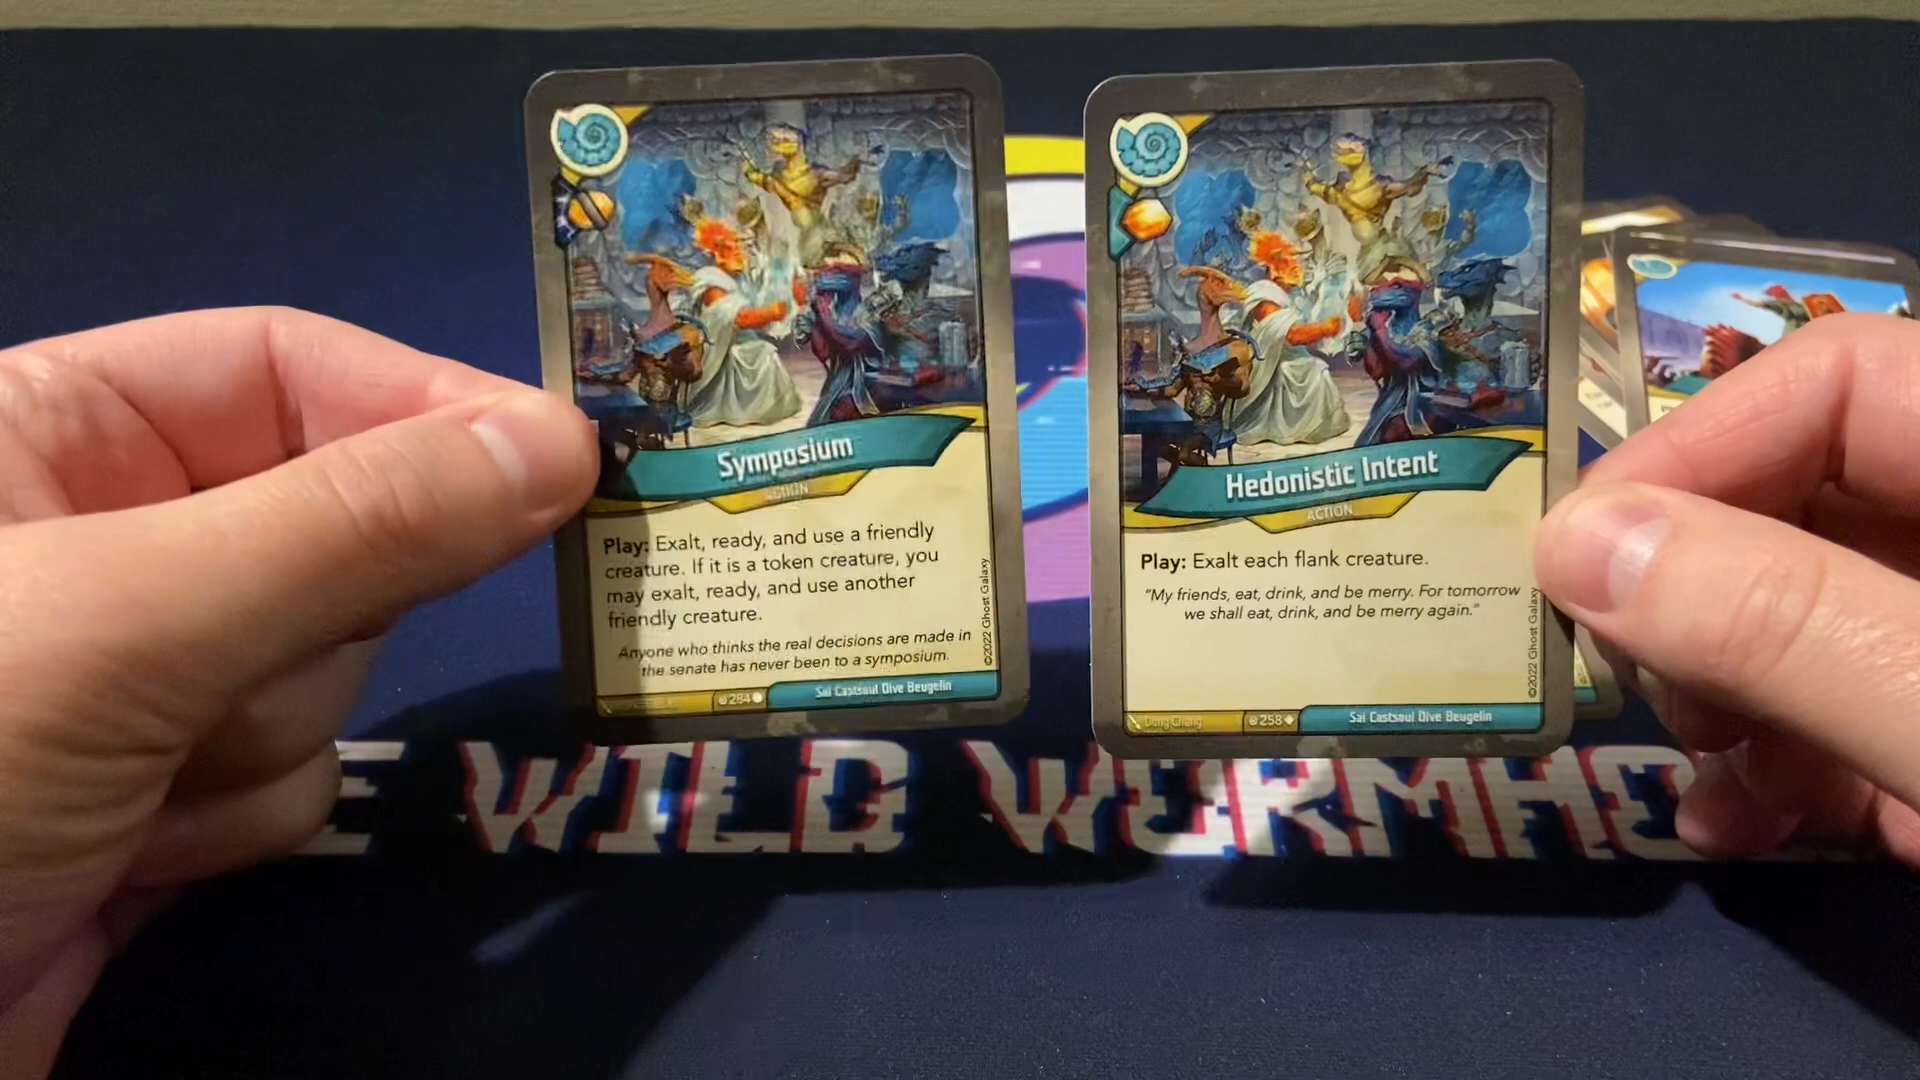 Symposium
ACTION
Play: Exalt, ready, and use a friendly
creature. If it is a token creature, you
may exalt, ready, and use another
friendly creature.
Anyone who thinks the real decisions are made in
the senate has never been to a symposium.
©2022 Ghost Galaxy
284
Sai Castsoul Dive Beugelin
Hedonistic Intent
ACTION
Play: Exalt each flank creature.
"My friends, eat, drink, and be merry. For tomorrow
we shall eat, drink, and be merry again."
©2022 Ghost Galaxy
258
Sai Castsoul Dive Beugelin
E WILD WORMHO